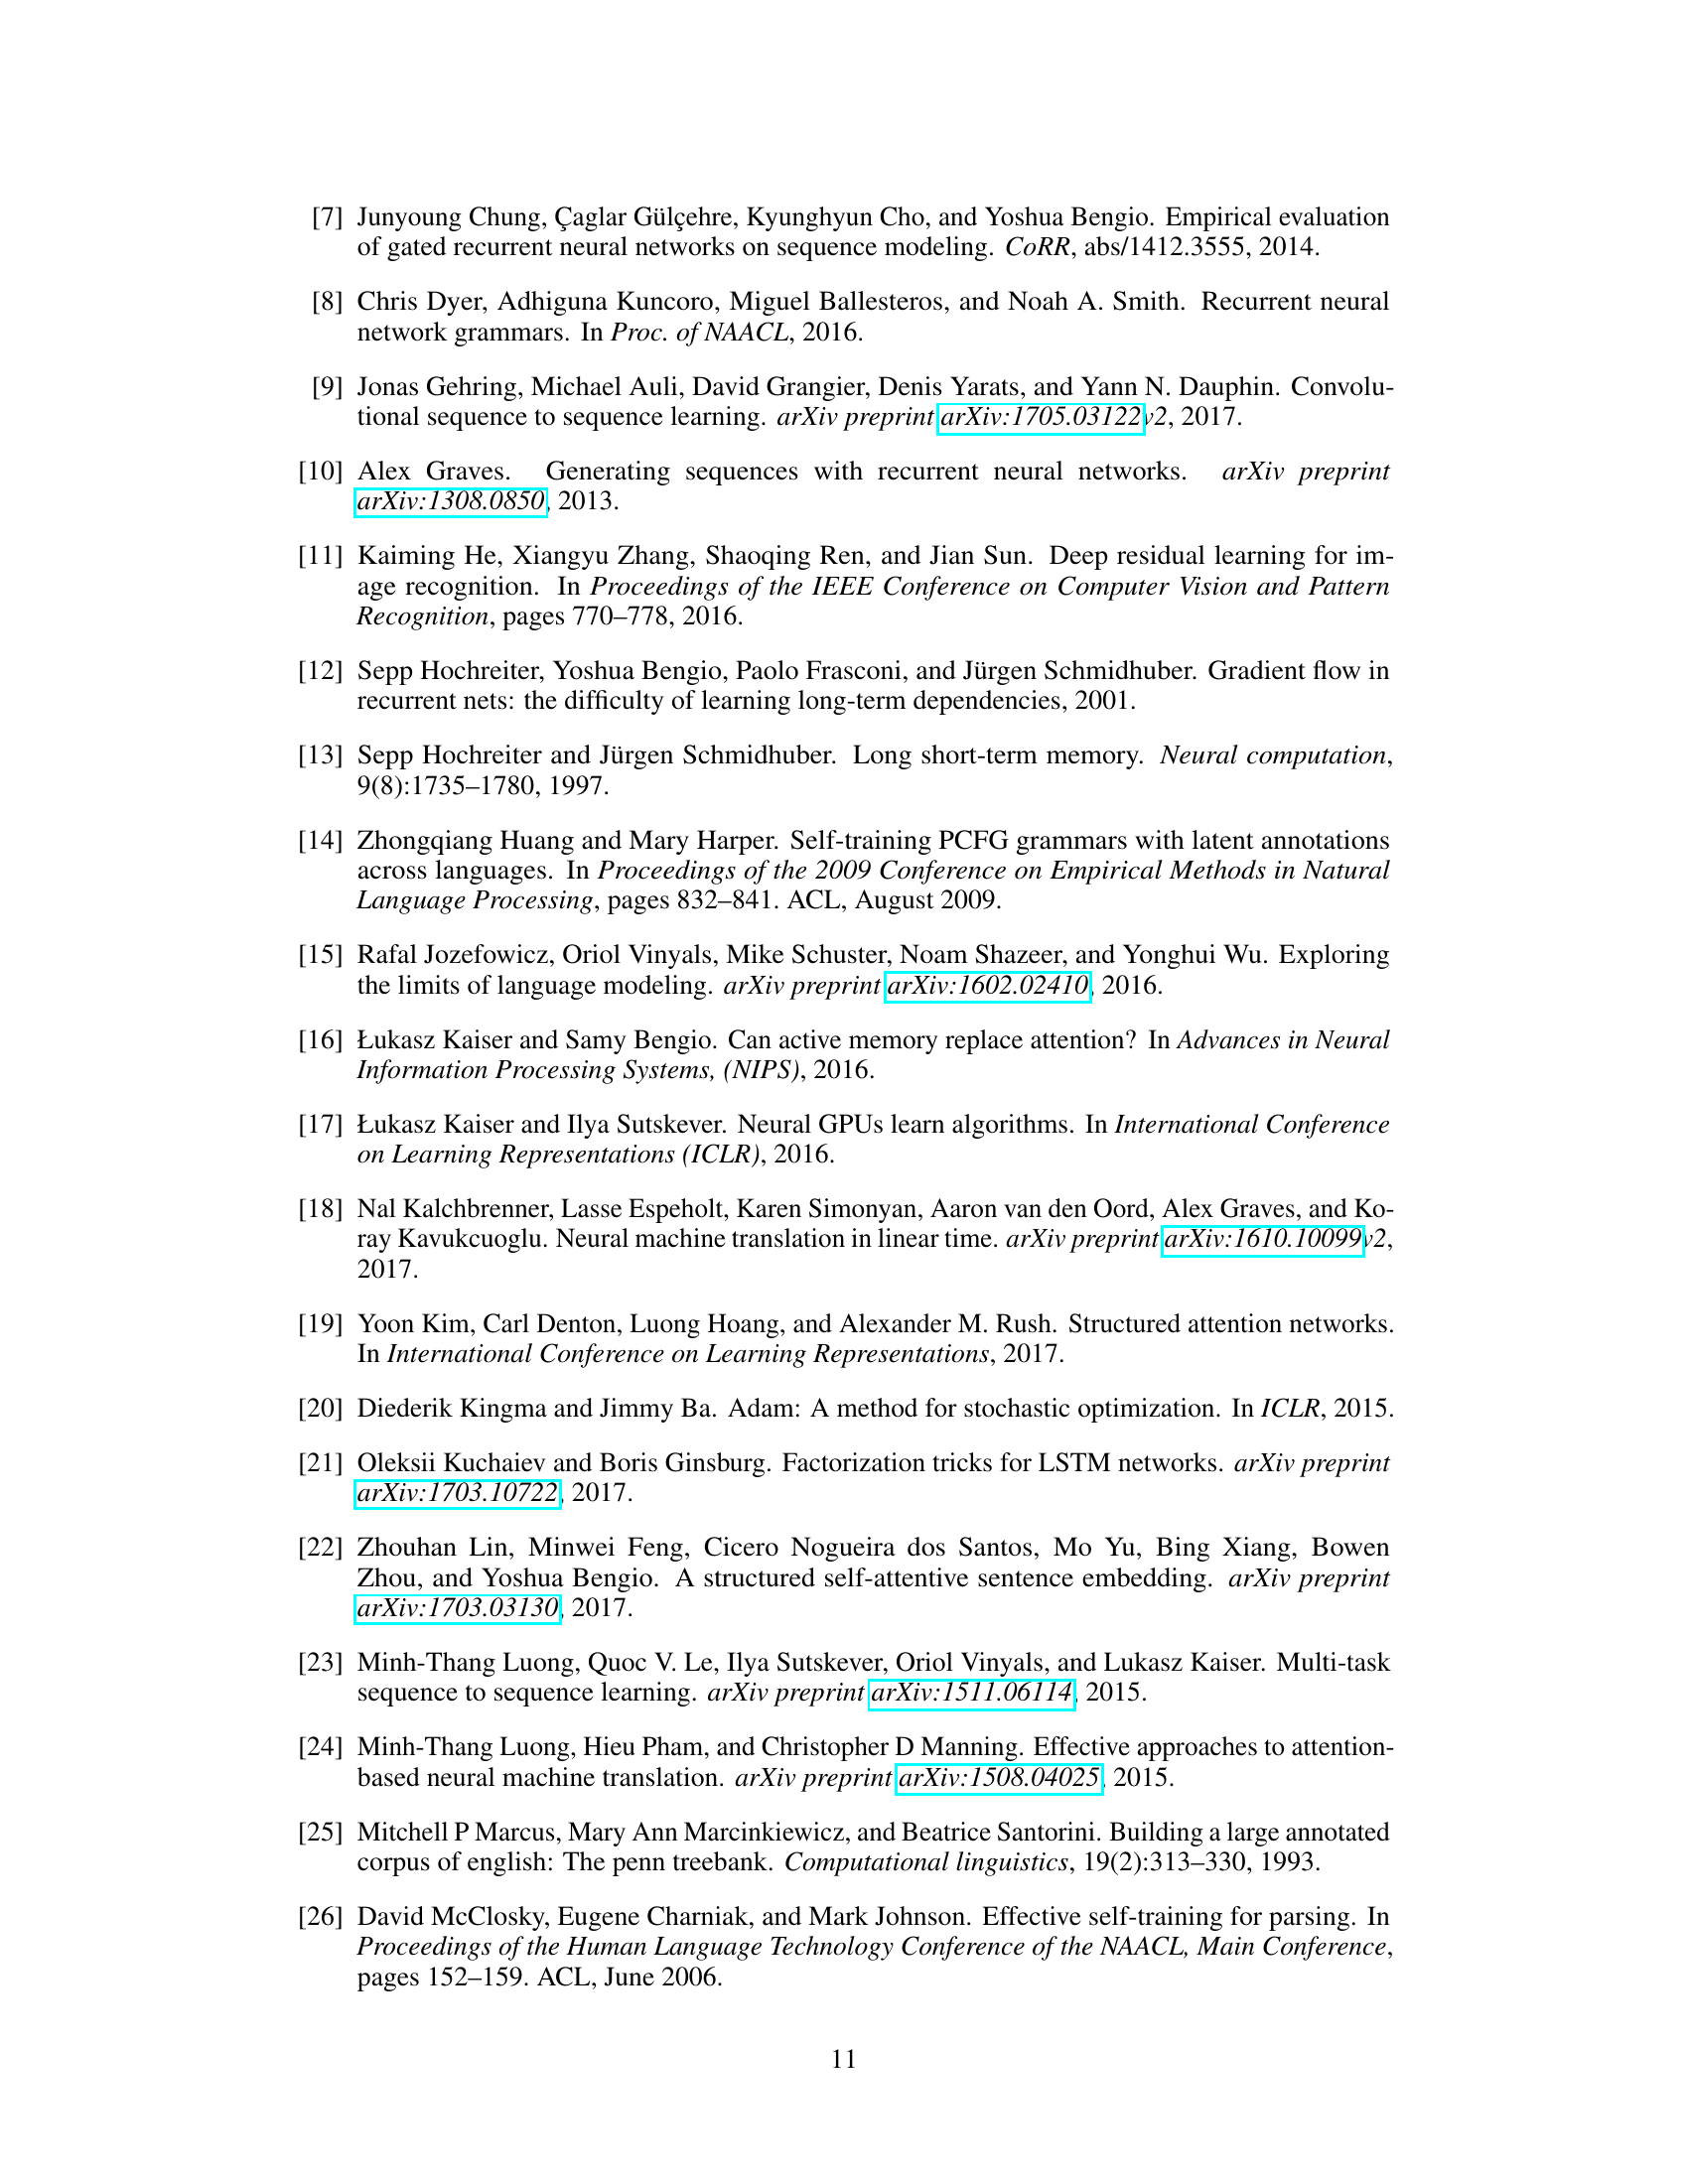 [7] Junyoung Chung, Çaglar Gülçehre, Kyunghyun Cho, and Yoshua Bengio. Empirical evaluation
of gated recurrent neural networks on sequence modeling. CoRR, abs/1412.3555, 2014.
[8] Chris Dyer, Adhiguna Kuncoro, Miguel Ballesteros, and Noah A. Smith. Recurrent neural
network grammars. In Proc. of NAACL, 2016.
[9] Jonas Gehring, Michael Auli, David Grangier, Denis Yarats, and Yann N. Dauphin. Convolu-
tional sequence to sequence learning. arXiv preprint arXiv:1705.03122v2, 2017.
[10] Alex Graves. Generating sequences with recurrent neural networks. arXiv preprint
arXiv:1308.0850, 2013.
[11] Kaiming He, Xiangyu Zhang, Shaoqing Ren, and Jian Sun. Deep residual learning for im-
age recognition. In Proceedings of the IEEE Conference on Computer Vision and Pattern
Recognition, pages 770–778, 2016.
[12] Sepp Hochreiter, Yoshua Bengio, Paolo Frasconi, and Jürgen Schmidhuber. Gradient flow in
recurrent nets: the difficulty of learning long-term dependencies, 2001.
[13] Sepp Hochreiter and Jürgen Schmidhuber. Long short-term memory. Neural computation,
9(8):1735–1780, 1997.
[14] Zhongqiang Huang and Mary Harper. Self-training PCFG grammars with latent annotations
across languages. In Proceedings of the 2009 Conference on Empirical Methods in Natural
Language Processing, pages 832–841. ACL, August 2009.
[15] Rafal Jozefowicz, Oriol Vinyals, Mike Schuster, Noam Shazeer, and Yonghui Wu. Exploring
the limits of language modeling. arXiv preprint arXiv:1602.02410, 2016.
[16] Łukasz Kaiser and Samy Bengio. Can active memory replace attention? In Advances in Neural
Information Processing Systems, (NIPS), 2016.
[17] Łukasz Kaiser and Ilya Sutskever. Neural GPUs learn algorithms. In International Conference
on Learning Representations (ICLR), 2016.
[18] Nal Kalchbrenner, Lasse Espeholt, Karen Simonyan, Aaron van den Oord, Alex Graves, and Ko-
ray Kavukcuoglu. Neural machine translation in linear time. arXiv preprint arXiv:1610.10099v2,
2017.
[19] Yoon Kim, Carl Denton, Luong Hoang, and Alexander M. Rush. Structured attention networks.
In International Conference on Learning Representations, 2017.
[20] Diederik Kingma and Jimmy Ba. Adam: A method for stochastic optimization. In ICLR, 2015.
[21] Oleksii Kuchaiev and Boris Ginsburg. Factorization tricks for LSTM networks. arXiv preprint
arXiv:1703.10722, 2017.
[22] Zhouhan Lin, Minwei Feng, Cicero Nogueira dos Santos, Mo Yu, Bing Xiang, Bowen
Zhou, and Yoshua Bengio. A structured self-attentive sentence embedding. arXiv preprint
arXiv:1703.03130, 2017.
[23] Minh-Thang Luong, Quoc V. Le, Ilya Sutskever, Oriol Vinyals, and Lukasz Kaiser. Multi-task
sequence to sequence learning. arXiv preprint arXiv:1511.06114, 2015.
[24] Minh-Thang Luong, Hieu Pham, and Christopher D Manning. Effective approaches to attention-
based neural machine translation. arXiv preprint arXiv:1508.04025, 2015.
[25] Mitchell P Marcus, Mary Ann Marcinkiewicz, and Beatrice Santorini. Building a large annotated
corpus of english: The penn treebank. Computational linguistics, 19(2):313–330, 1993.
[26] David McClosky, Eugene Charniak, and Mark Johnson. Effective self-training for parsing. In
Proceedings of the Human Language Technology Conference of the NAACL, Main Conference,
pages 152–159. ACL, June 2006.
11